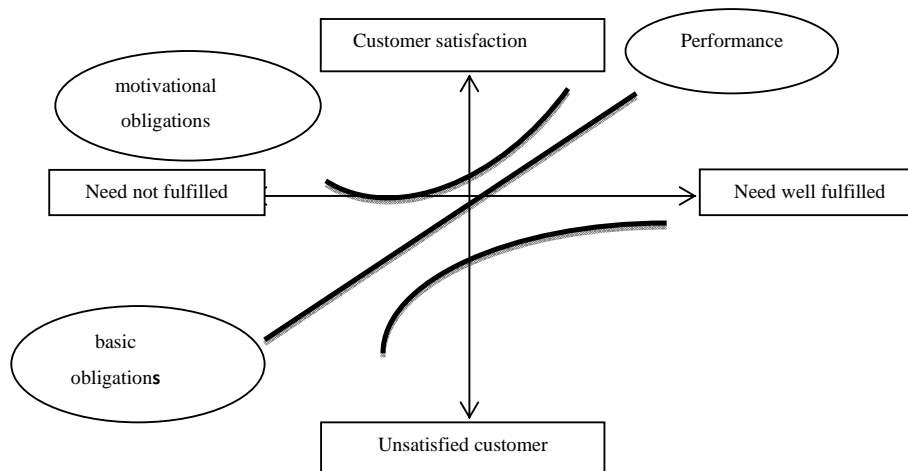 Customer satisfaction
Performance
motivational
obligations
Need not fulfilled
Need well fulfilled
basic
obligations
Unsatisfied customer